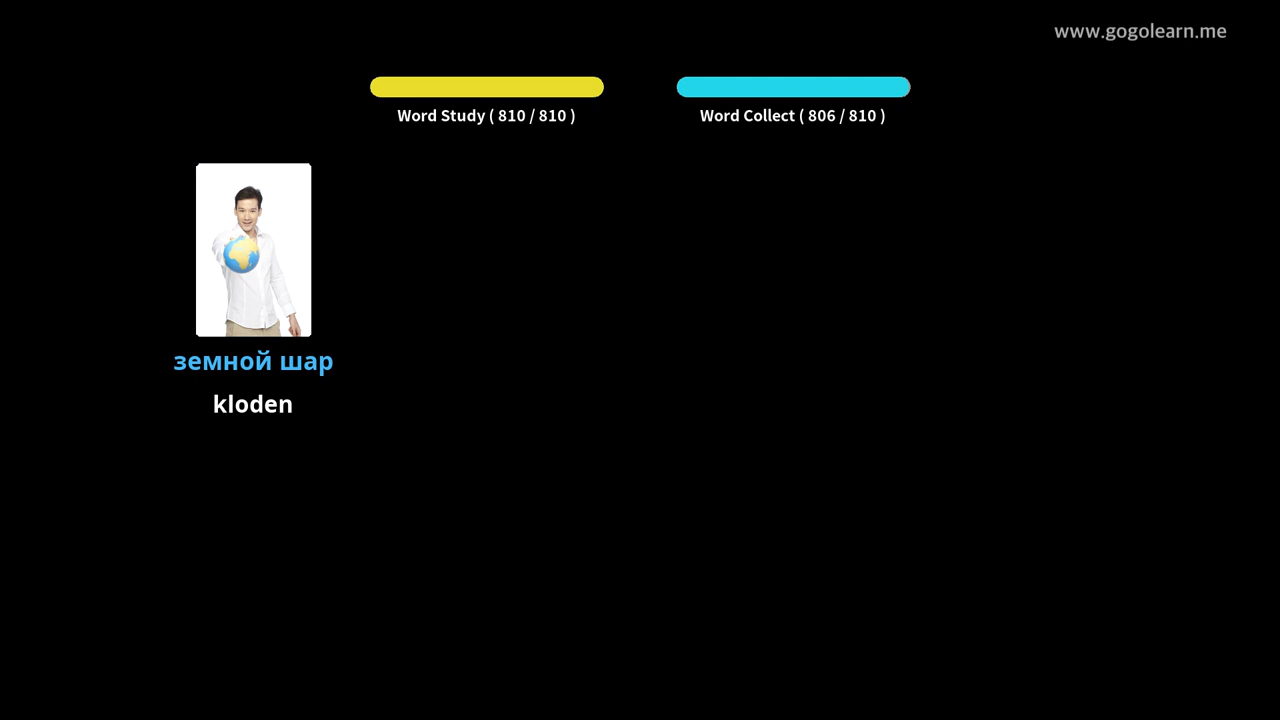 www.gogolearn.me
Word Study ( 810 / 810 )
Word Collect ( 806 / 810 )
земной шар
kloden